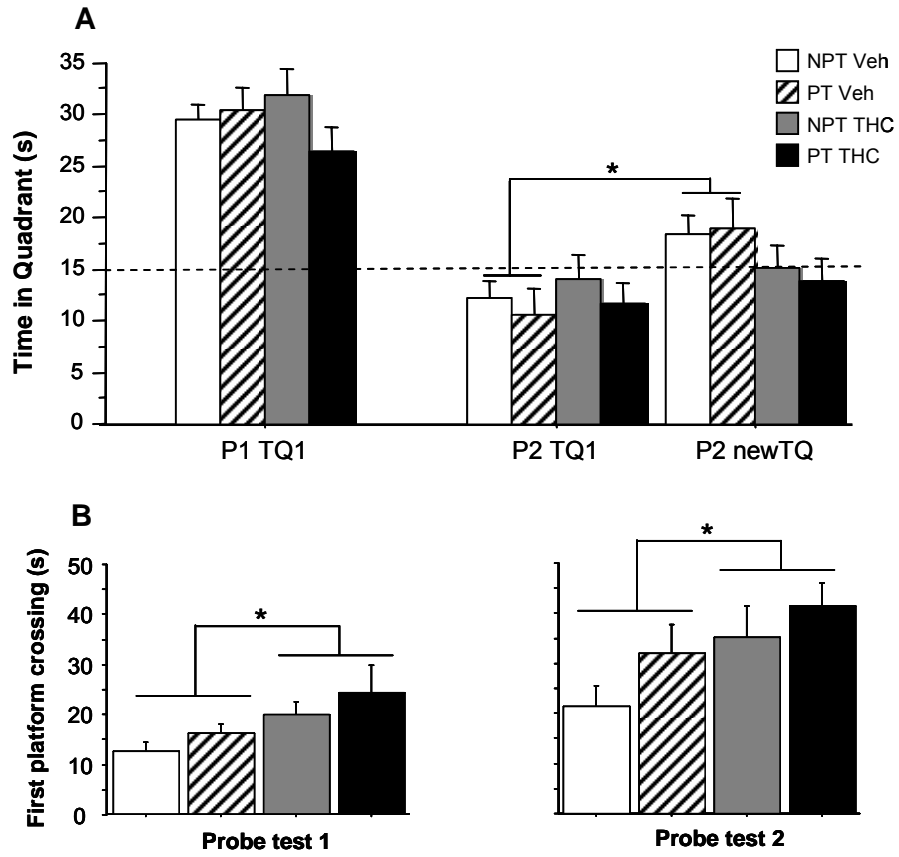 A
Time in Quadrant (s)
35
30
25
20
15
10
5
0
NPT Veh
PT Veh
NPT THC
PT THC
*
P1 TQ1
P2 TQ1
P2 newTQ
B
First platform crossing (s)
50
40
30
20
10
0
*
*
Probe test 1
Probe test 2